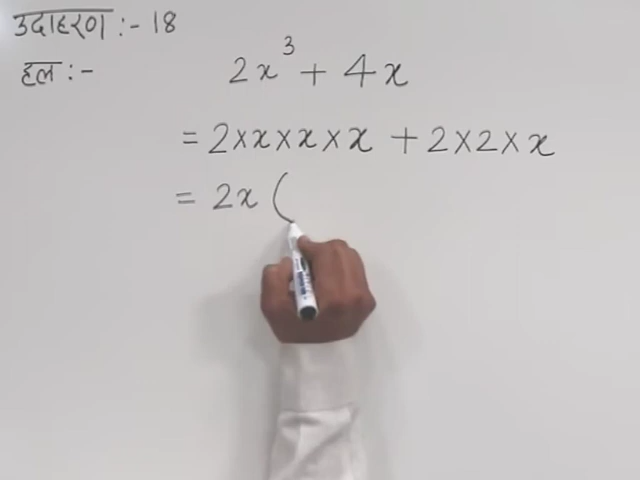 उदाहरण :- 18
हल :- 2x³ + 4x
= 2×x×x×x + 2×2×x
= 2x (